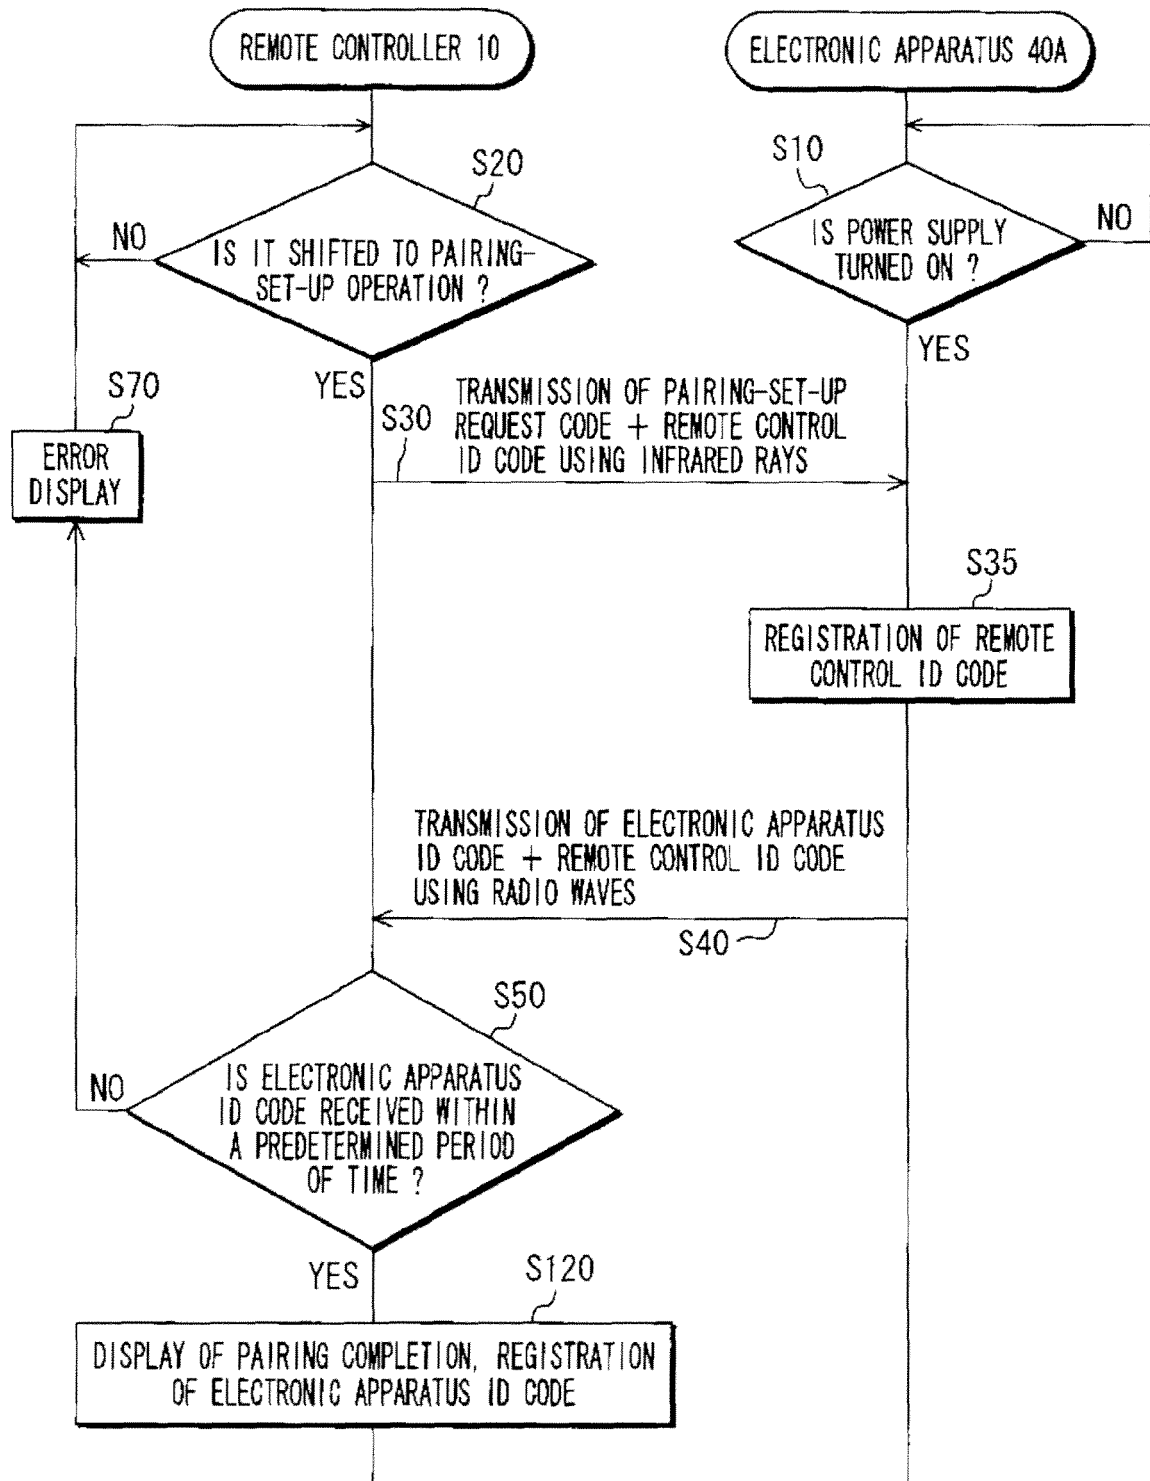 REMOTE CONTROLLER 10
ELECTRONIC APPARATUS 40A
S20
S10
NO
IS IT SHIFTED TO PAIRING-
SET-UP OPERATION ?
IS POWER SUPPLY
TURNED ON ?
NO
YES
YES
S70
ERROR
DISPLAY
S30
TRANSMISSION OF PAIRING-SET-UP
REQUEST CODE + REMOTE CONTROL
ID CODE USING INFRARED RAYS
S35
REGISTRATION OF REMOTE
CONTROL ID CODE
TRANSMISSION OF ELECTRONIC APPARATUS
ID CODE + REMOTE CONTROL ID CODE
USING RADIO WAVES
S40
S50
NO
IS ELECTRONIC APPARATUS
ID CODE RECEIVED WITHIN
A PREDETERMINED PERIOD
OF TIME ?
YES
S120
DISPLAY OF PAIRING COMPLETION, REGISTRATION
OF ELECTRONIC APPARATUS ID CODE